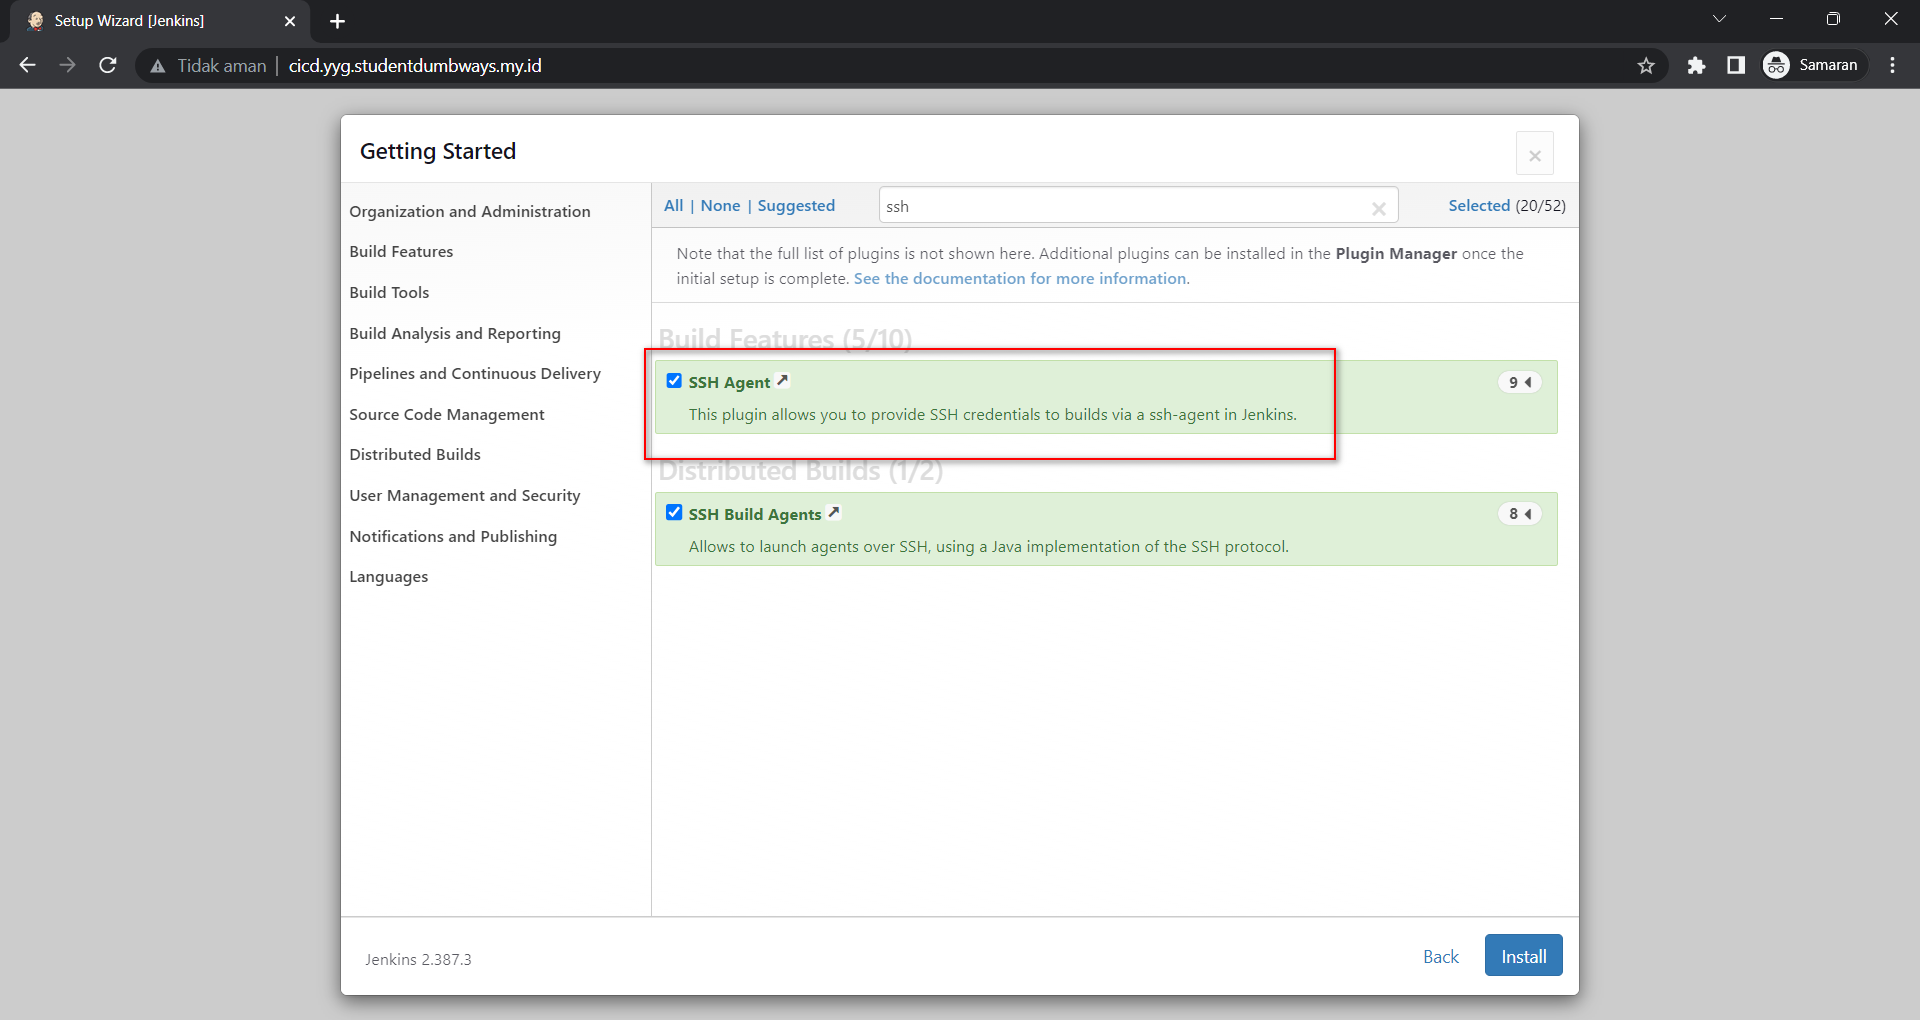 Setup Wizard [Jenkins]
Tidak aman
cicd.yyg.studentdumbways.my.id
Samaran
Getting Started
Organization and Administration
Build Features
Build Tools
Build Analysis and Reporting
Pipelines and Continuous Delivery
Source Code Management
Distributed Builds
User Management and Security
Notifications and Publishing
Languages
All | None | Suggested
ssh
Selected (20/52)
Note that the full list of plugins is not shown here. Additional plugins can be installed in the Plugin Manager once the
initial setup is complete. See the documentation for more information.
Build Features (5/10)
SSH Agent
9
This plugin allows you to provide SSH credentials to builds via a ssh-agent in Jenkins.
Distributed Builds (1/2)
SSH Build Agents
8
Allows to launch agents over SSH, using a Java implementation of the SSH protocol.
Jenkins 2.387.3
Back
Install